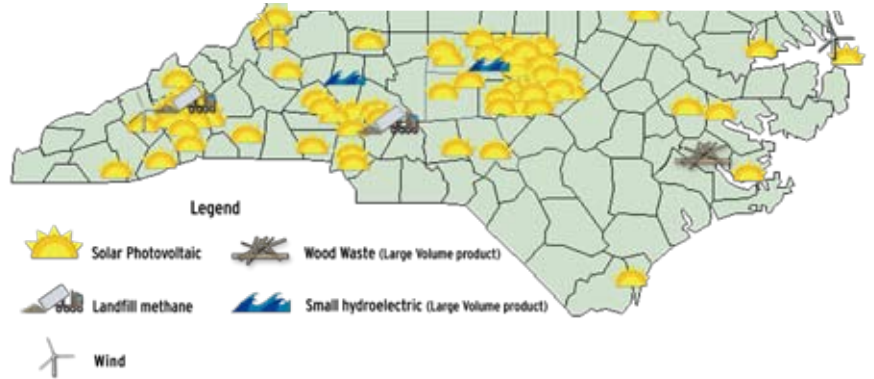 Legend
Solar Photovoltaic
Wood Waste (Large Volume product)
Landfill methane
Small hydroelectric (Large Volume product)
Wind